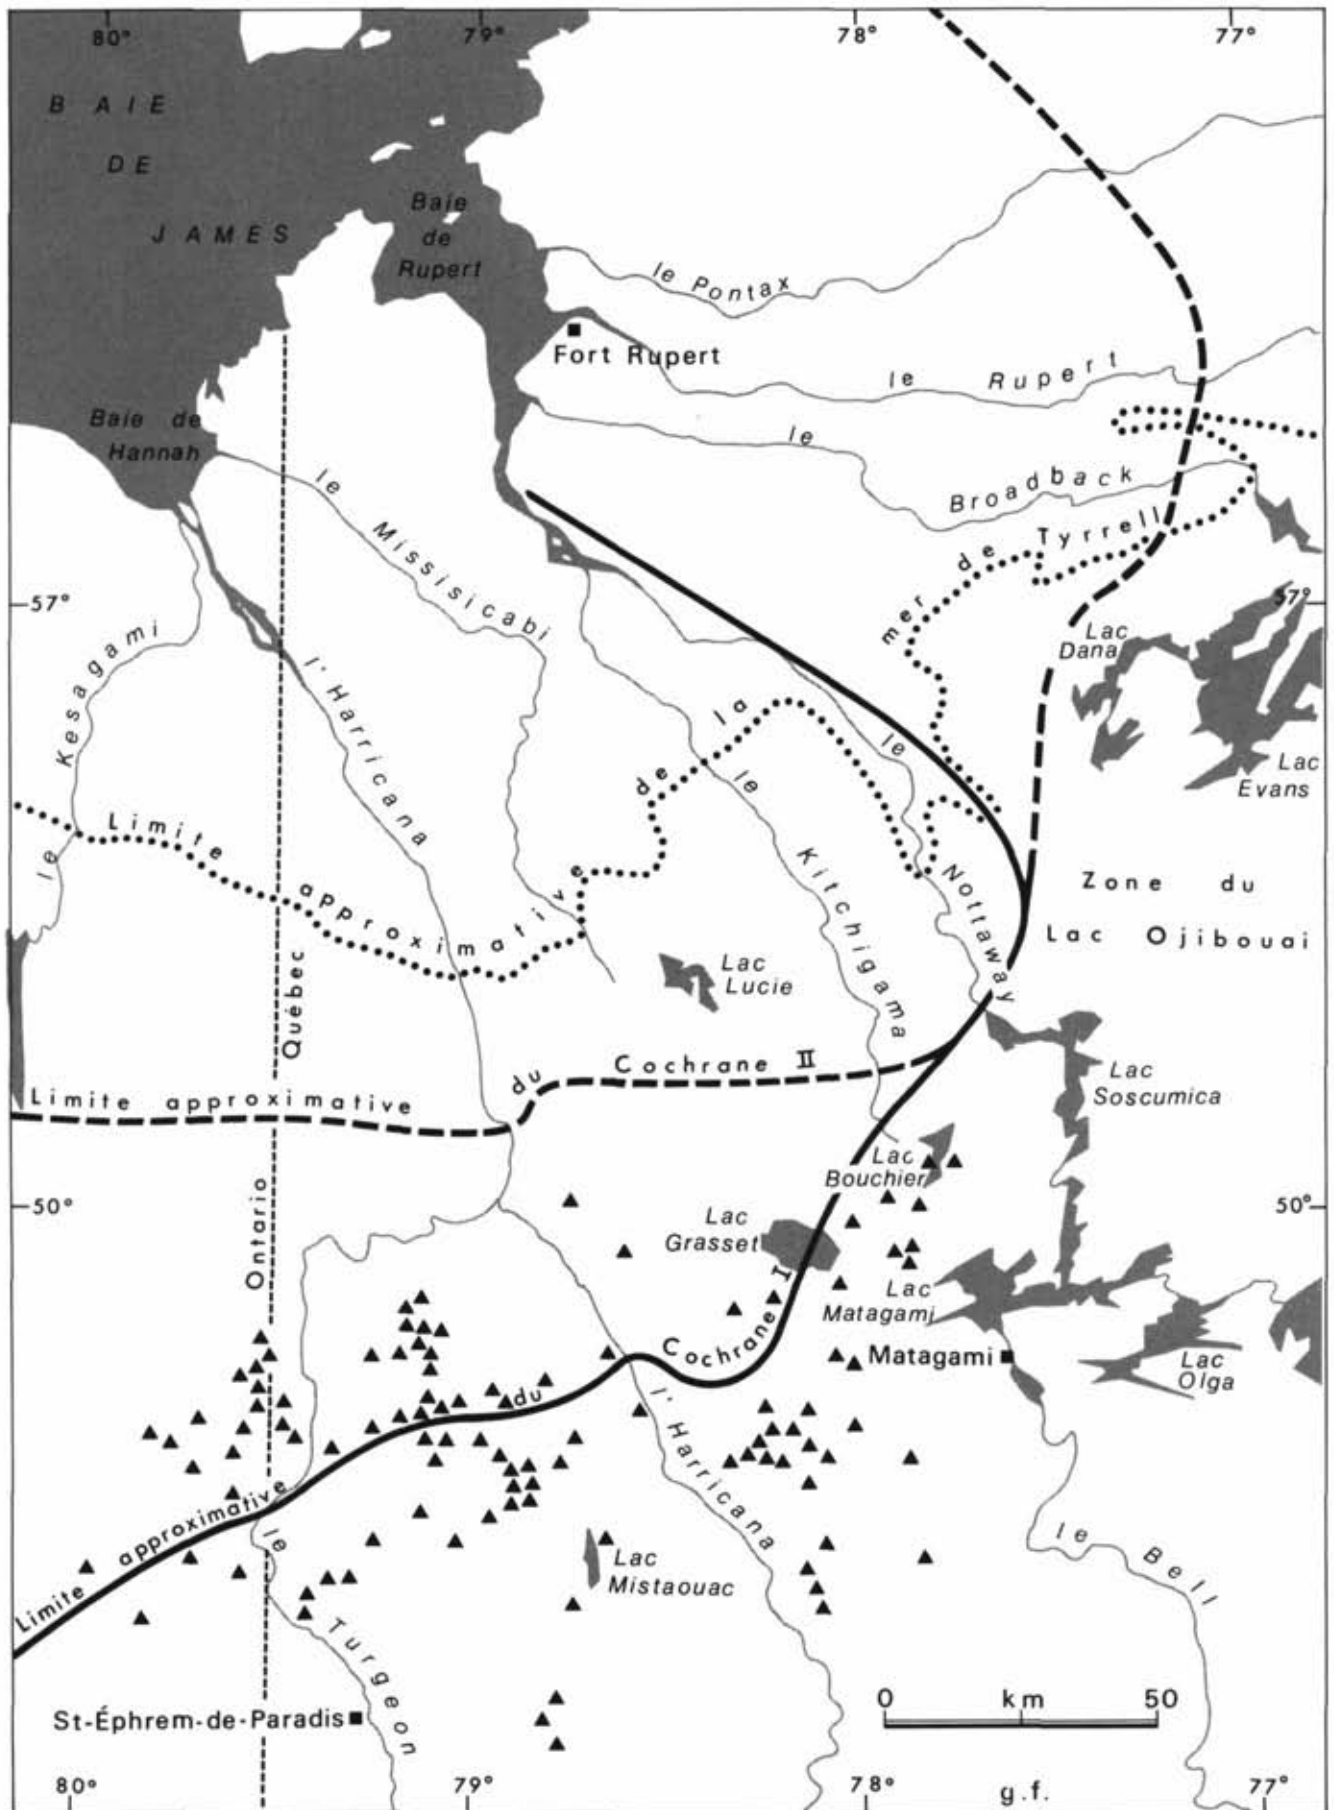 80°
79°
78°
77°
BAIE
DE
JAMES
Baie
de
Rupert
le Pontax
Fort Rupert
le Rupert
Baie de
Hannah
le
Broadback
le Missisicabi
mer de Tyrrell
57°
57°
Lac
Dana
le Kesagami
l'Harricana
de la
le
Lac
Evans
Limite approximative
le Kitchigama
Nottaway
Zone du
Lac Ojibouai
Lac
Lucie
Québec
Cochrane II
du
Limite approximative
Lac
Soscumica
Lac
Bouchier
Ontario
50°
50°
Lac
Grasset
Lac
Matagami
Cochrane I
Matagami
Lac
Olga
du
l'Harricana
approximative
Limite
le
Turgeon
Lac
Mistaouac
le Bell
0 km 50
St-Éphrem-de-Paradis
80°
79°
78°
g.f.
77°